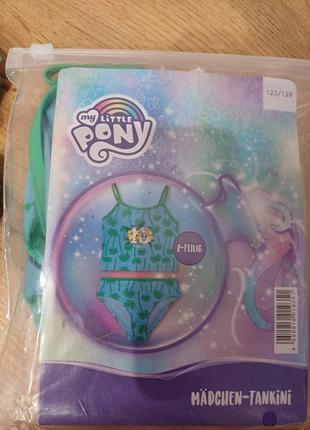 122/128
my LITTLE
PONY
2-TEILIG
MÄDCHEN-TANKINI